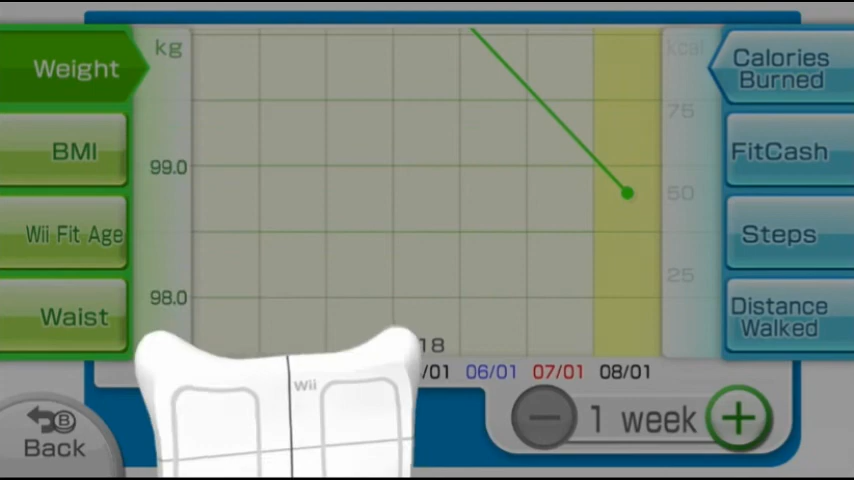 Weight
BMI
Wii Fit Age
Waist
kg
99.0
98.0
kcal
75
50
25
Calories
Burned
FitCash
Steps
Distance
Walked
18
/01 06/01 07/01 08/01
Wii
B
Back
− 1 week +